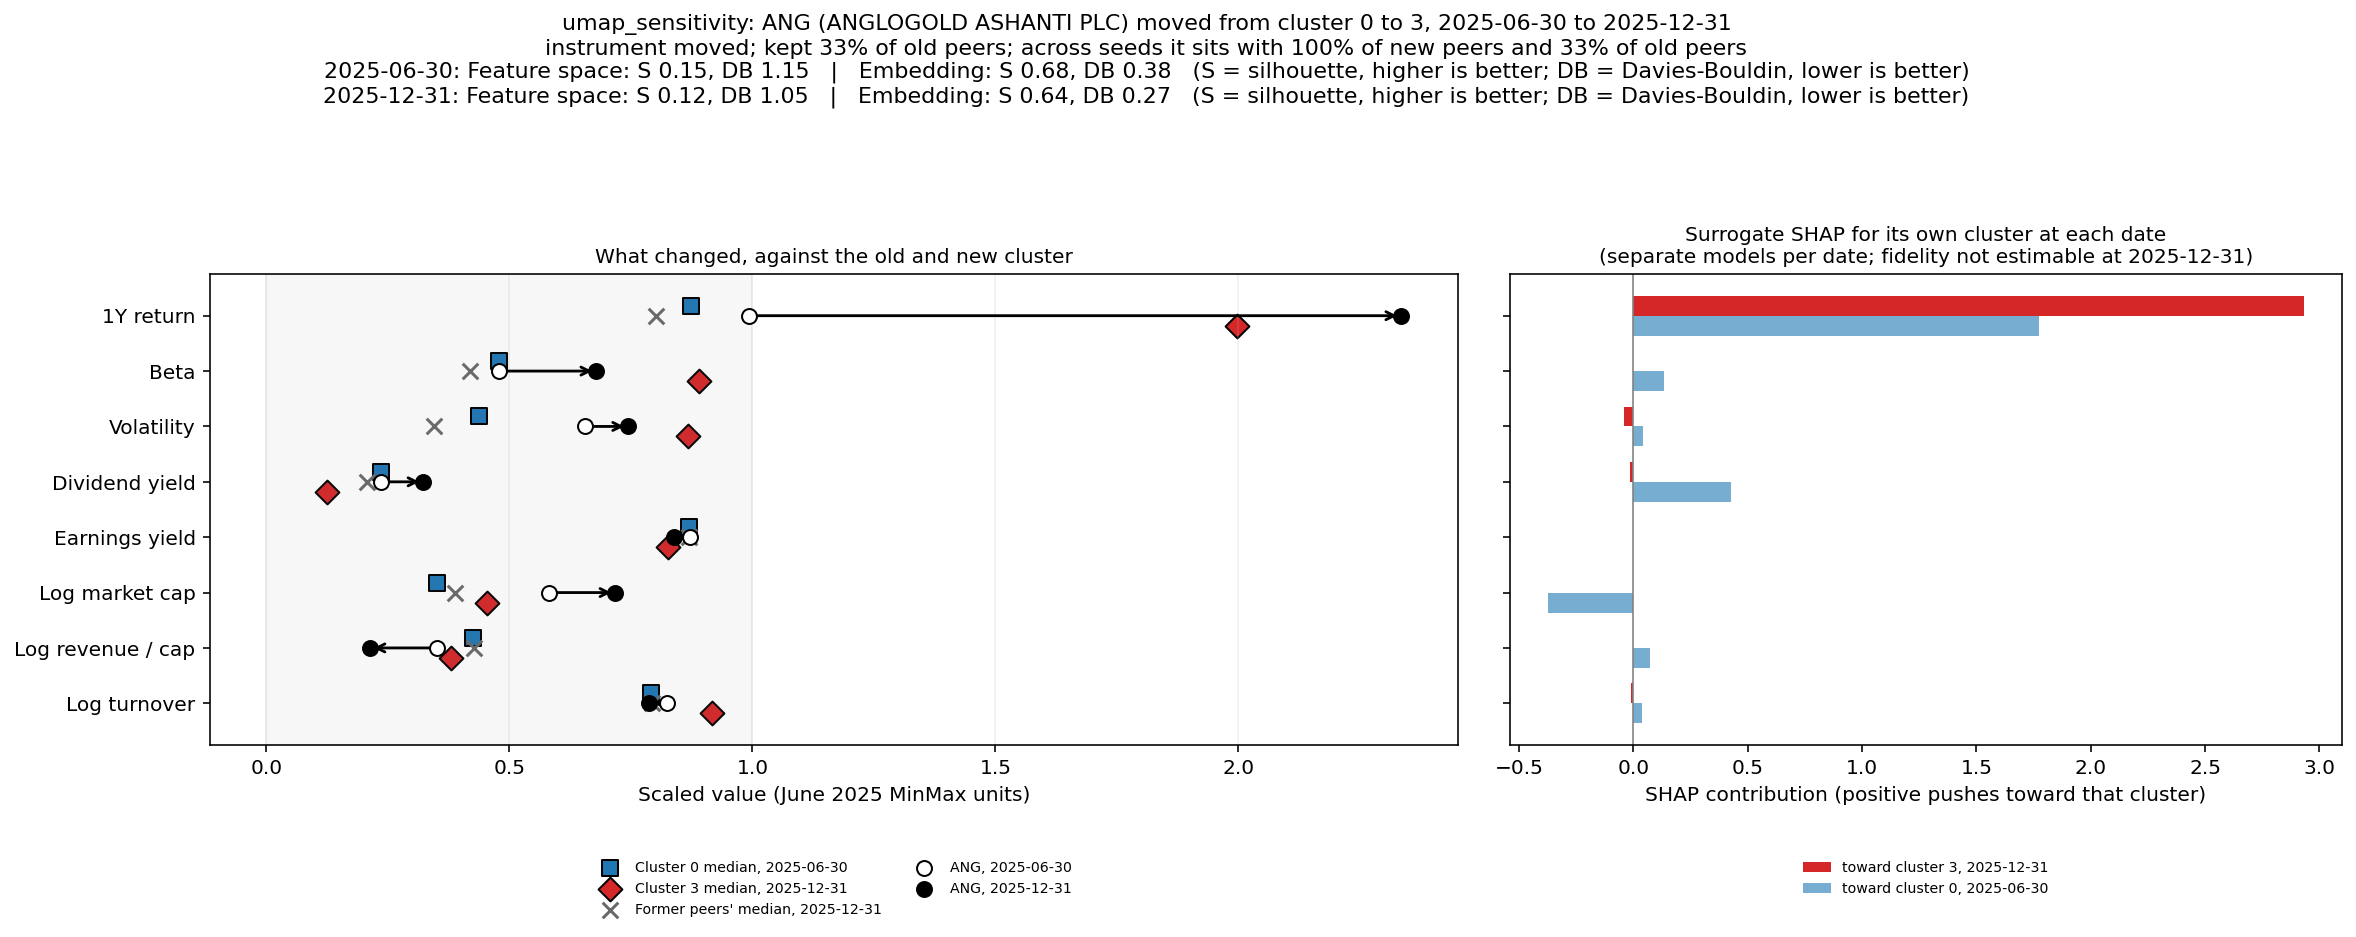 umap_sensitivity: ANG (ANGLOGOLD ASHANTI PLC) moved from cluster 0 to 3, 2025-06-30 to 2025-12-31
instrument moved; kept 33% of old peers; across seeds it sits with 100% of new peers and 33% of old peers
2025-06-30: Feature space: S 0.15, DB 1.15   |   Embedding: S 0.68, DB 0.38   (S = silhouette, higher is better; DB = Davies-Bouldin, lower is better)
2025-12-31: Feature space: S 0.12, DB 1.05   |   Embedding: S 0.64, DB 0.27   (S = silhouette, higher is better; DB = Davies-Bouldin, lower is better)
What changed, against the old and new cluster
1Y return
Beta
Volatility
Dividend yield
Earnings yield
Log market cap
Log revenue / cap
Log turnover
0.0 0.5 1.0 1.5 2.0
Scaled value (June 2025 MinMax units)
Cluster 0 median, 2025-06-30
Cluster 3 median, 2025-12-31
Former peers' median, 2025-12-31
ANG, 2025-06-30
ANG, 2025-12-31
Surrogate SHAP for its own cluster at each date
(separate models per date; fidelity not estimable at 2025-12-31)
−0.5 0.0 0.5 1.0 1.5 2.0 2.5 3.0
SHAP contribution (positive pushes toward that cluster)
toward cluster 3, 2025-12-31
toward cluster 0, 2025-06-30